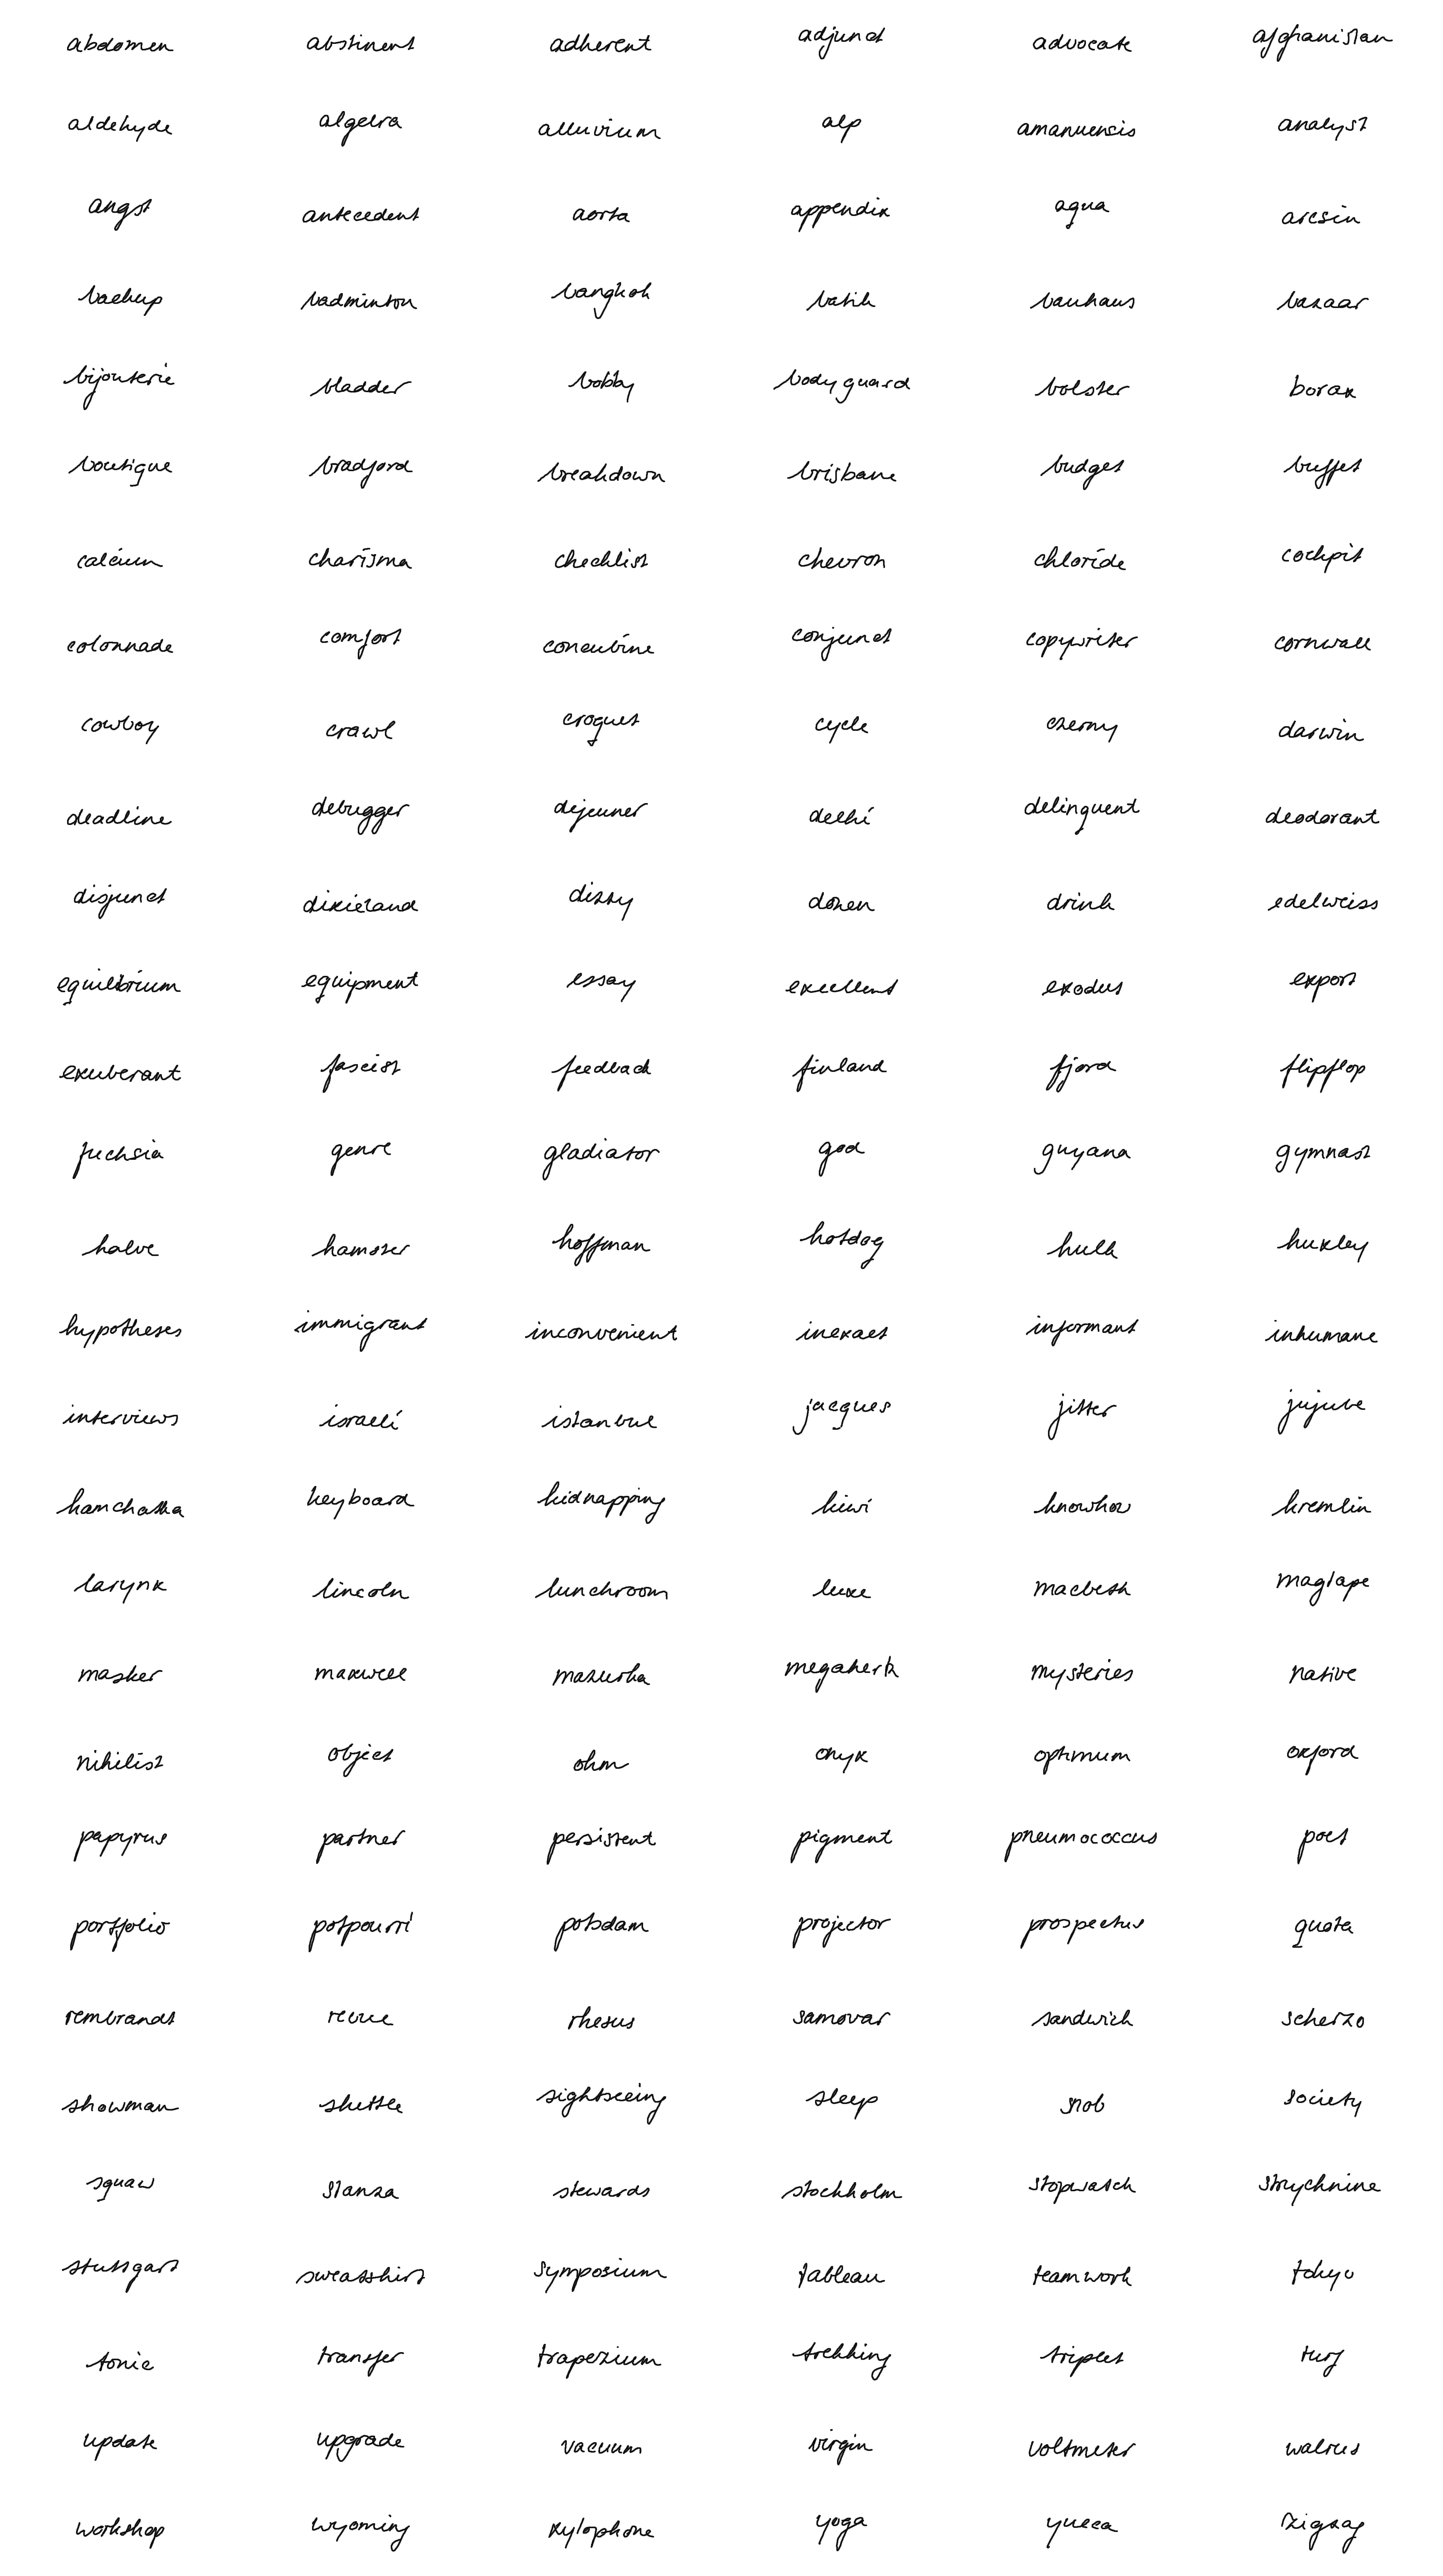 abdomen abstinent adherent adjunct advocate afghanistan
aldehyde algebra alluvium alp amanuensis analyst
angst antecedent aorta appendix aqua arcsin
backup badminton bangkok batik bauhaus bazaar
bijouterie bladder bobby bodyguard bolster borax
boutique bradford breakdown brisbane budget buffet
calcium charisma checklist chevron chloride cockpit
colonnade comfort concubine conjunct copywriter cornwall
cowboy crawl croquet cycle czerny darwin
deadline debugger dejeuner delhi delinquent deodorant
disjunct dixieland dizzy dozen drink edelweiss
equilibrium equipment essay excellent exodus export
exuberant fascist feedback finland fjord flipflop
fuchsia genre gladiator god guyana gymnast
halve hamster hoffman hotdog hulk huxley
hypotheses immigrant inconvenient inexact informant inhumane
interviews israeli istanbul jacques jitter jujube
kamchatka keyboard kidnapping kiwi knowhow kremlin
larynx lincoln lunchroom luxe macbeth magtape
masker maxwell mazurka megahertz mysteries native
nihilist object ohm onyx optimum oxford
papyrus partner persistent pigment pneumococcus poet
portfolio potpourri potsdam projector prospectus quota
rembrandt revue rhesus samovar sandwich scherzo
showman shuttle sightseeing sleep snob society
squaw stanza stewards stockholm stopwatch strychnine
stuttgart sweatshirt symposium tableau teamwork tokyo
tonic transfer trapezium trekking triplet turf
update upgrade vacuum virgin voltmeter walrus
workshop wyoming xylophone yoga yucca zigzag